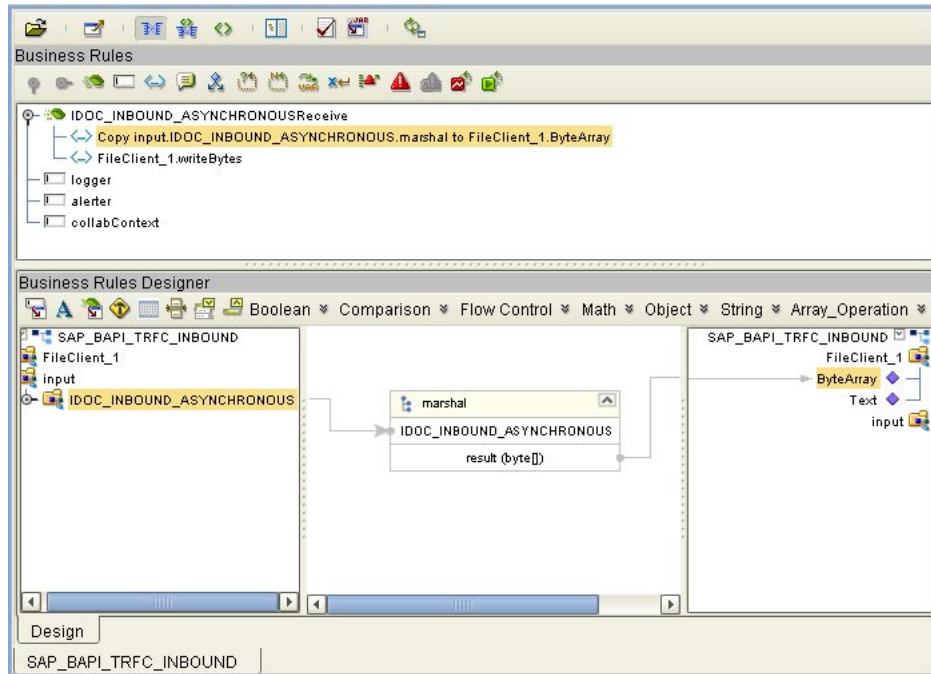 JAR
Business Rules
IDOC_INBOUND_ASYNCHRONOUSReceive
Copy input.IDOC_INBOUND_ASYNCHRONOUS.marshal to FileClient_1.ByteArray
FileClient_1.writeBytes
logger
alerter
collabContext
Business Rules Designer
A Boolean Comparison Flow Control Math Object String Array_Operation
SAP_BAPI_TRFC_INBOUND
FileClient_1
input
IDOC_INBOUND_ASYNCHRONOUS
marshal
IDOC_INBOUND_ASYNCHRONOUS
result (byte[])
SAP_BAPI_TRFC_INBOUND
FileClient_1
ByteArray
Text
input
Design
SAP_BAPI_TRFC_INBOUND